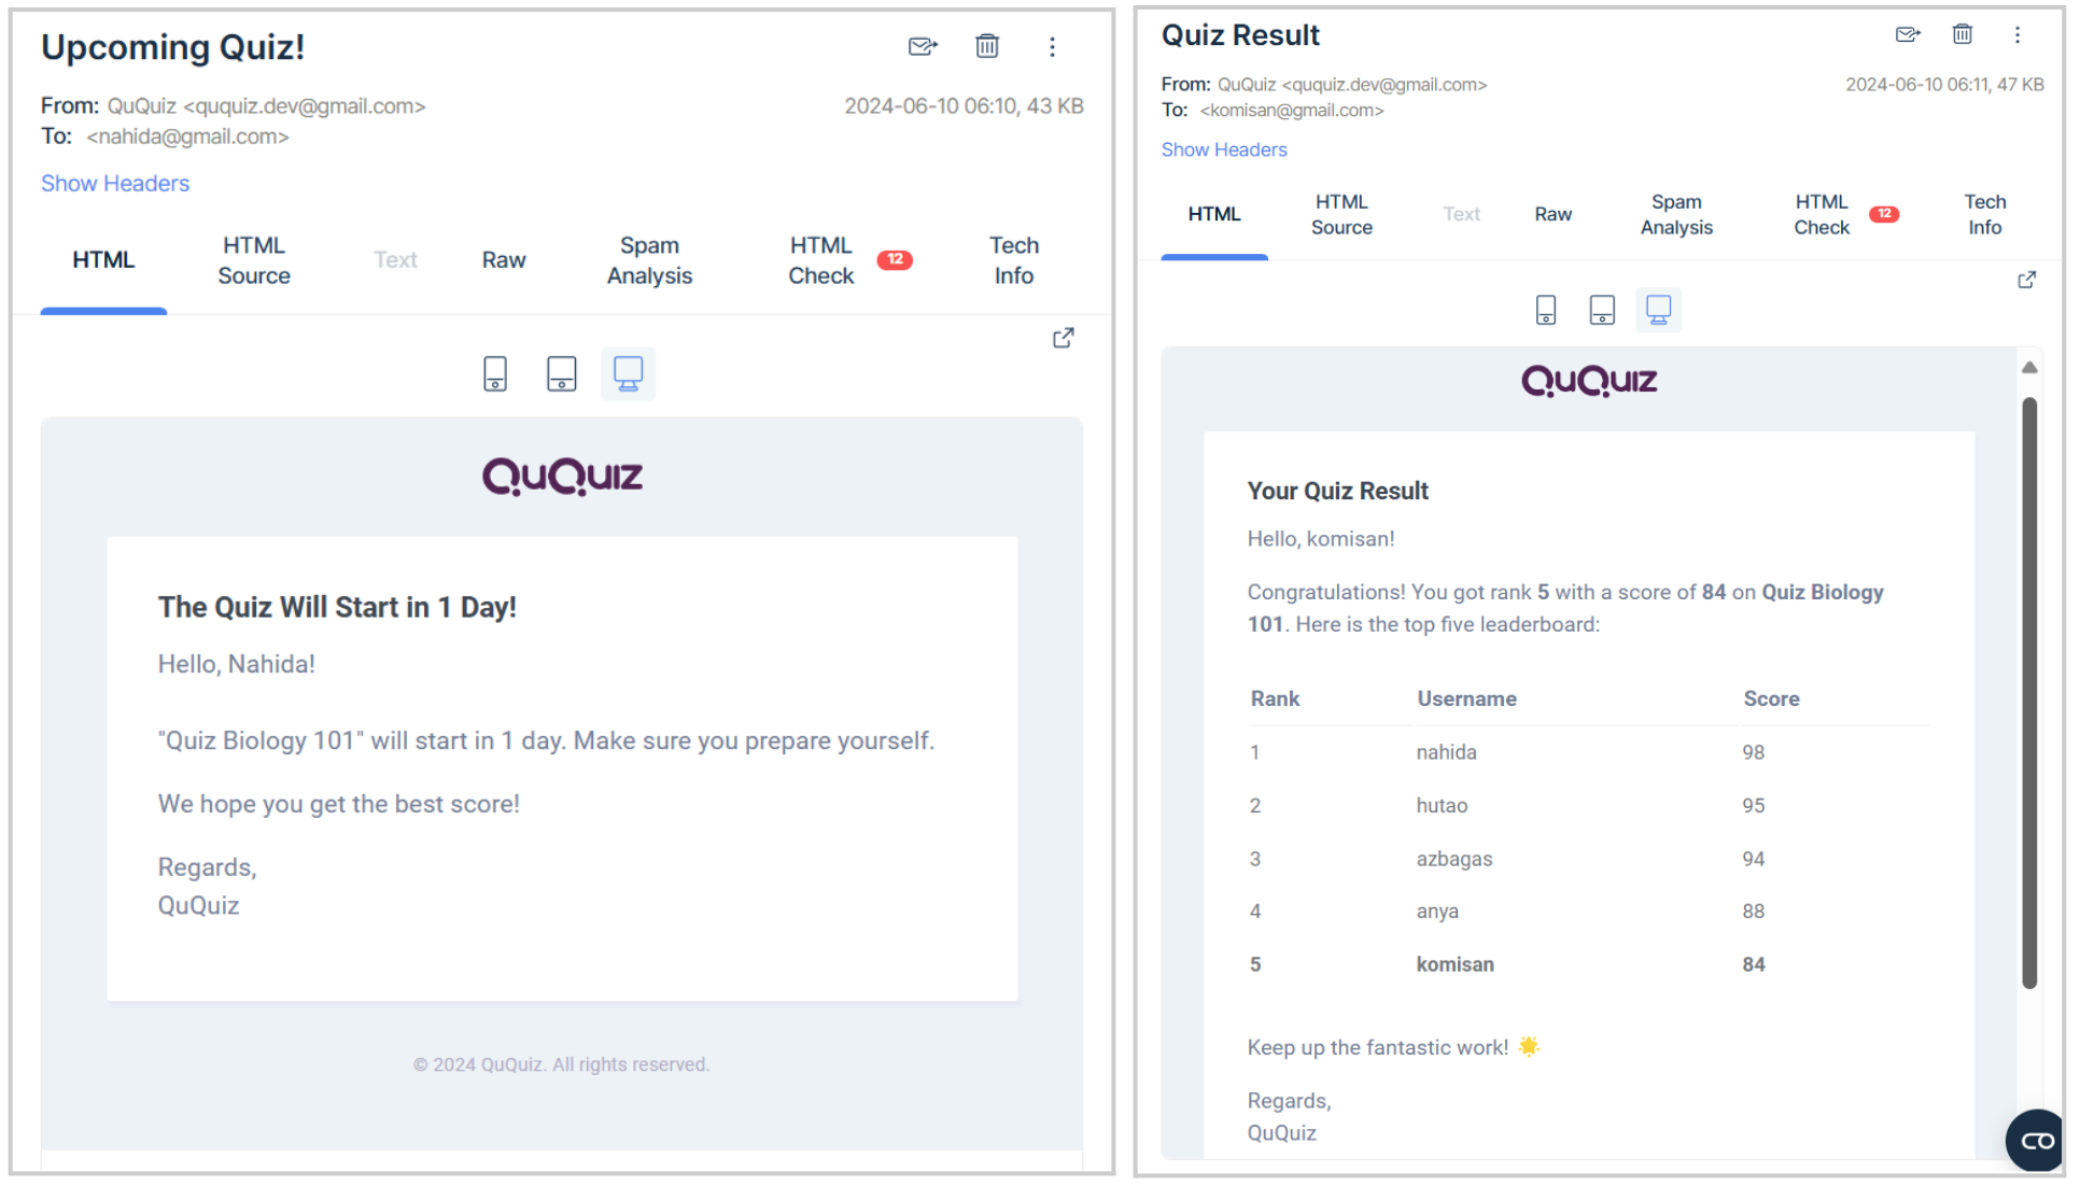 Upcoming Quiz!
From: QuQuiz <ququiz.dev@gmail.com>
2024-06-10 06:10, 43 KB
To: <nahida@gmail.com>
Show Headers
HTML
HTML Source
Text
Raw
Spam Analysis
HTML Check
12
Tech Info
QuQuiz
The Quiz Will Start in 1 Day!
Hello, Nahida!
"Quiz Biology 101" will start in 1 day. Make sure you prepare yourself.
We hope you get the best score!
Regards,
QuQuiz
© 2024 QuQuiz. All rights reserved.
Quiz Result
From: QuQuiz <ququiz.dev@gmail.com>
2024-06-10 06:11, 47 KB
To: <komisan@gmail.com>
Show Headers
HTML
HTML Source
Text
Raw
Spam Analysis
HTML Check
12
Tech Info
QuQuiz
Your Quiz Result
Hello, komisan!
Congratulations! You got rank 5 with a score of 84 on Quiz Biology
101. Here is the top five leaderboard:
Rank Username Score
1 nahida 98
2 hutao 95
3 azbagas 94
4 anya 88
5 komisan 84
Keep up the fantastic work! 🌟
Regards,
QuQuiz